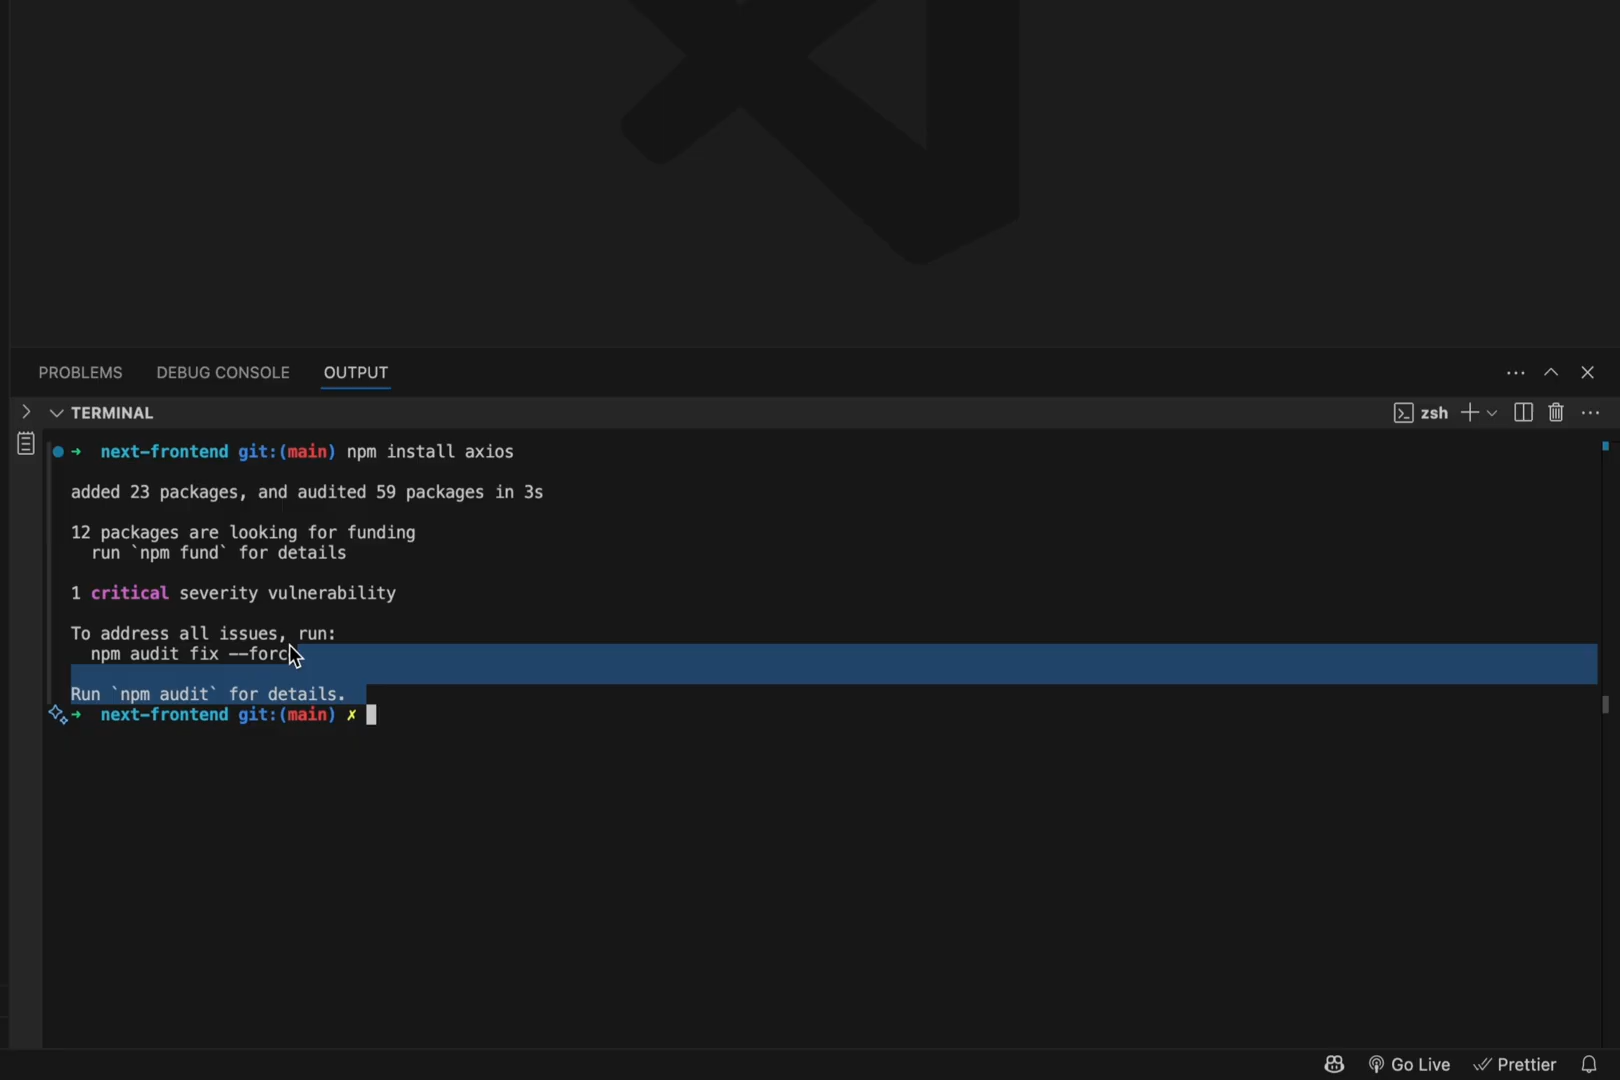 PROBLEMS DEBUG CONSOLE OUTPUT
TERMINAL zsh
next-frontend git:(main) npm install axios
added 23 packages, and audited 59 packages in 3s
12 packages are looking for funding
run `npm fund` for details
1 critical severity vulnerability
To address all issues, run:
npm audit fix --forc
Run `npm audit` for details.
next-frontend git:(main) ✗
Go Live Prettier